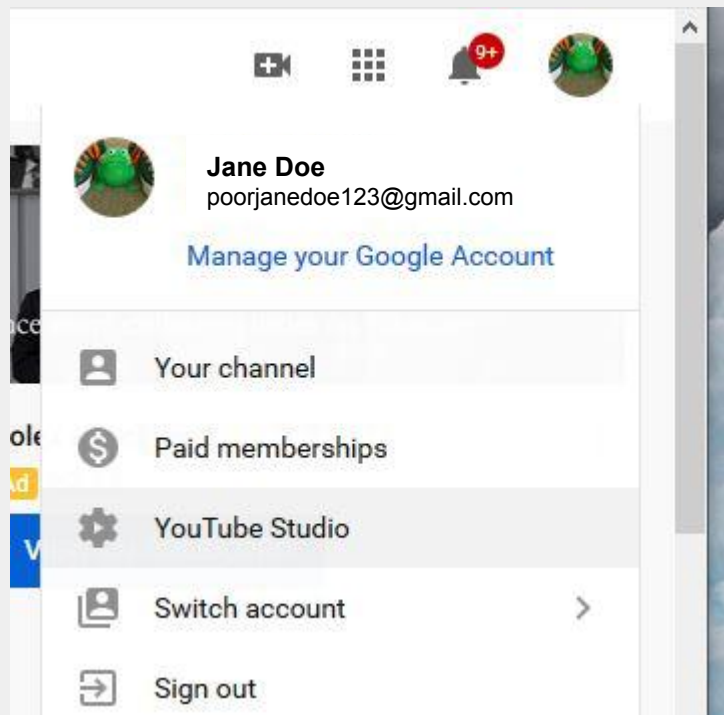 9+
Jane Doe
poorjanedoe123@gmail.com
Manage your Google Account
Your channel
Paid memberships
YouTube Studio
Switch account
Sign out